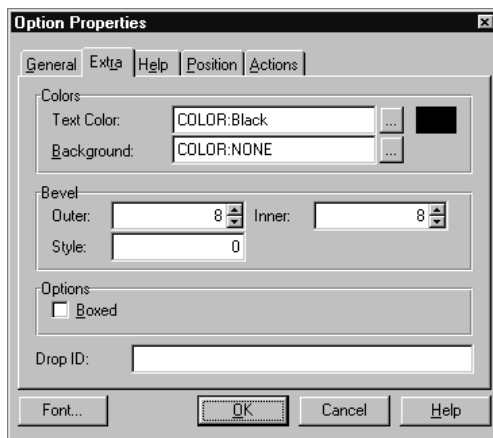 Option Properties
General Extra Help Position Actions
Colors
Text Color: COLOR:Black ...
Background: COLOR:NONE ...
Bevel
Outer: 8 Inner: 8
Style: 0
Options
Boxed
Drop ID:
Font... OK Cancel Help